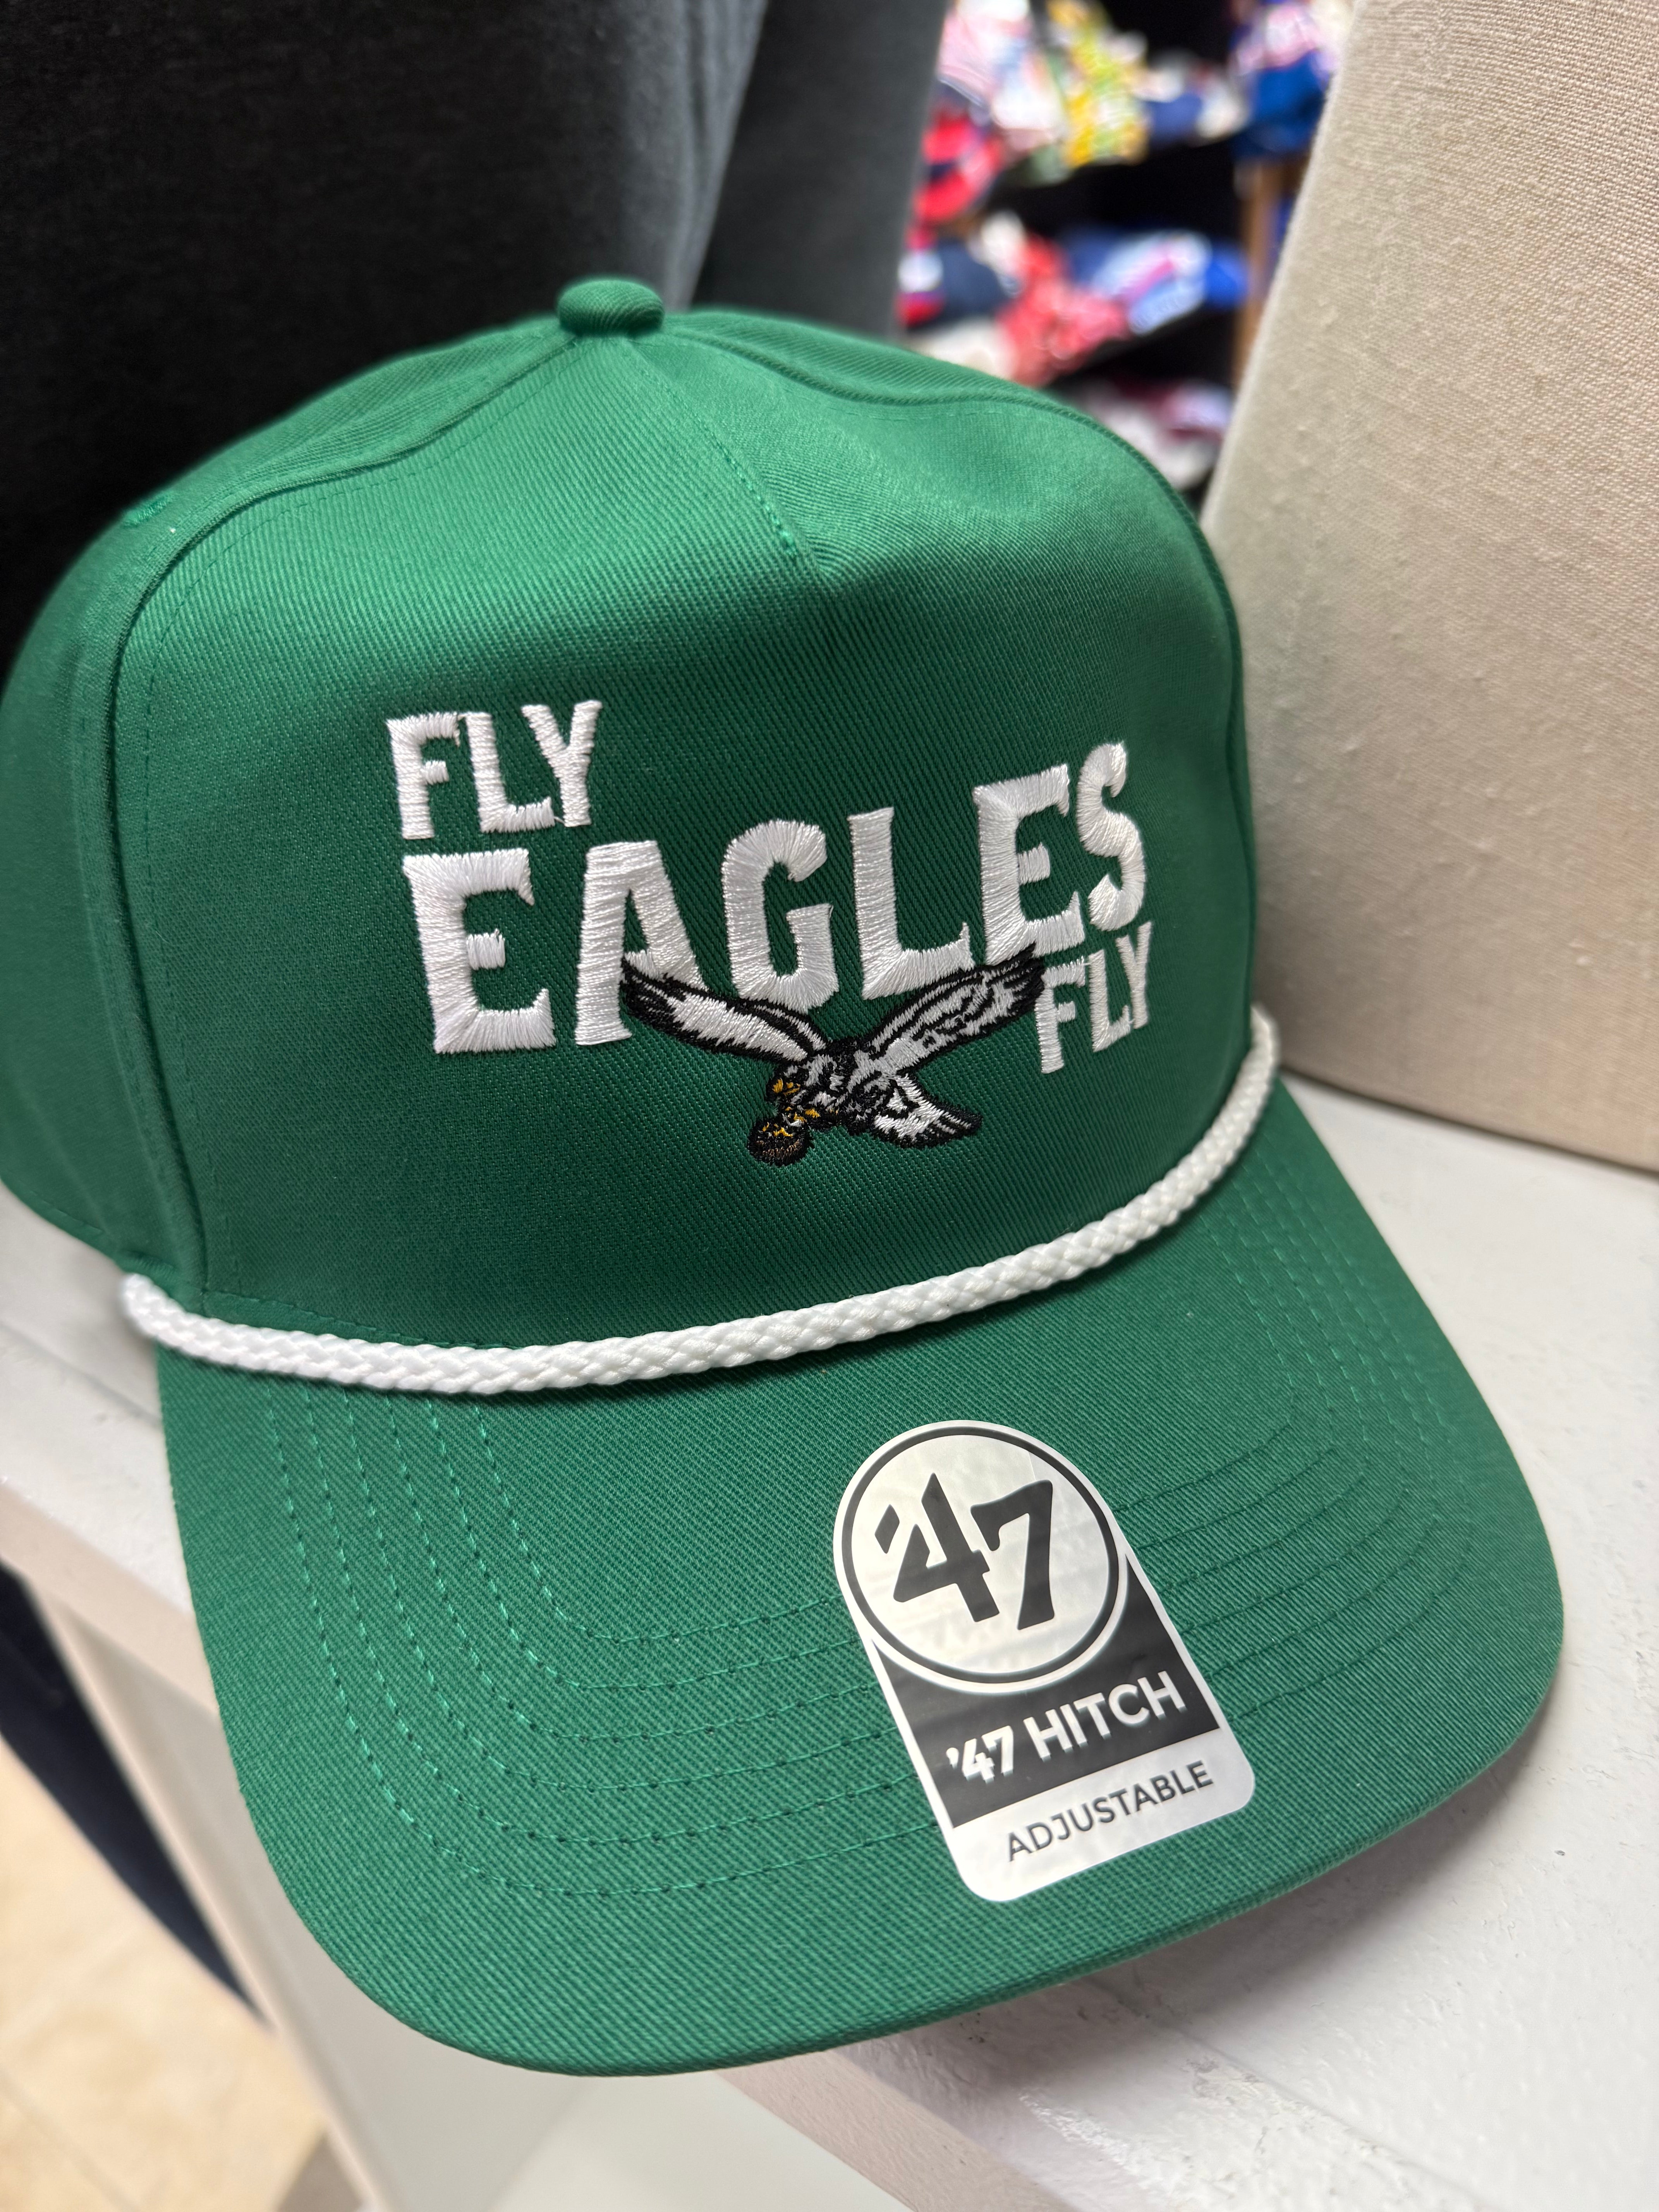 FLY
EAGLES
FLY
'47
'47 HITCH
ADJUSTABLE